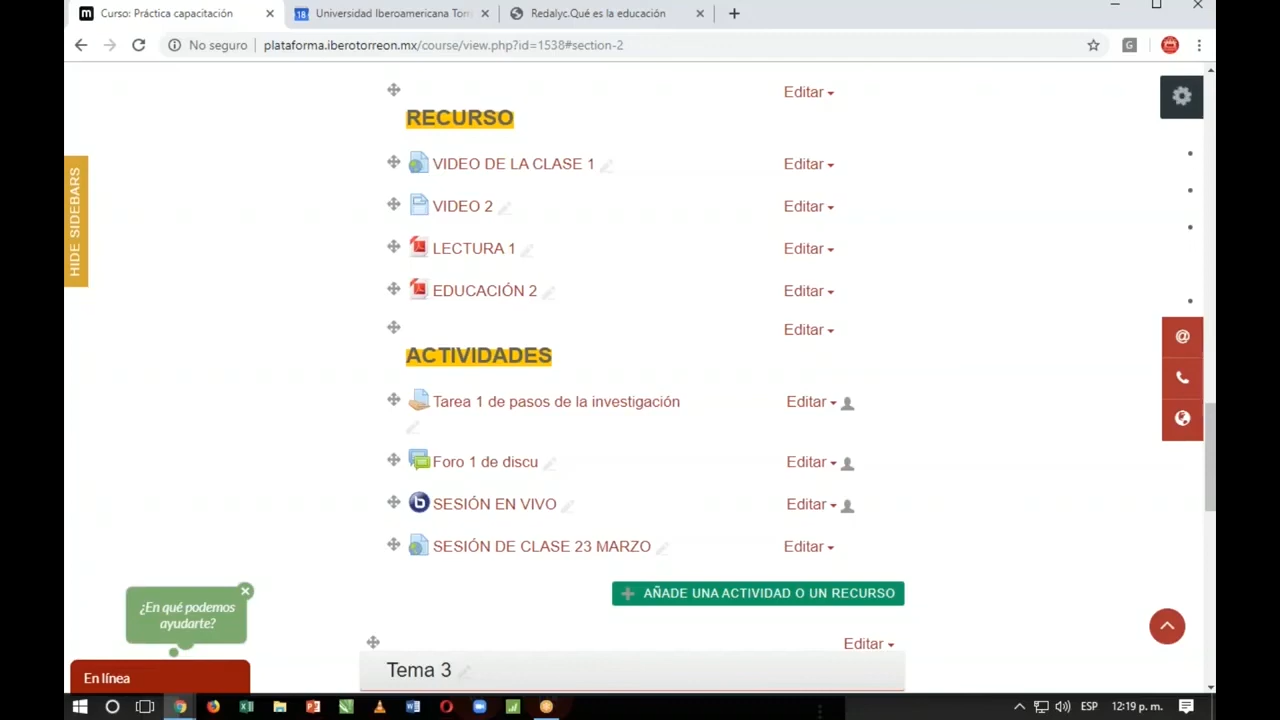 Curso: Práctica capacitación
Universidad Iberoamericana Torre
Redalyc.Qué es la educación
No seguro
plataforma.iberotorreon.mx/course/view.php?id=1538#section-2
Editar
RECURSO
VIDEO DE LA CLASE 1
Editar
VIDEO 2
Editar
LECTURA 1
Editar
EDUCACIÓN 2
Editar
Editar
ACTIVIDADES
Tarea 1 de pasos de la investigación
Editar
Foro 1 de discu
Editar
SESIÓN EN VIVO
Editar
SESIÓN DE CLASE 23 MARZO
Editar
AÑADE UNA ACTIVIDAD O UN RECURSO
Editar
Tema 3
HIDE SIDEBARS
¿En qué podemos
ayudarte?
En línea
ESP
12:19 p. m.